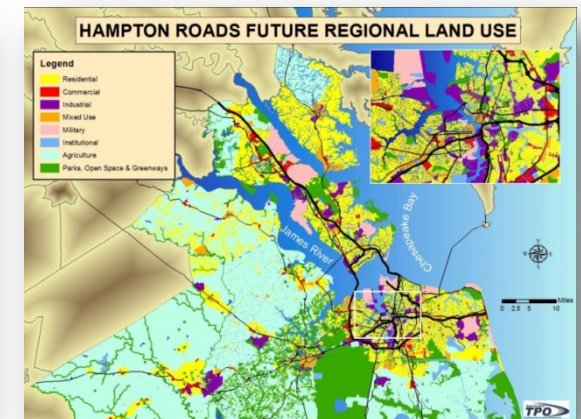 HAMPTON ROADS FUTURE REGIONAL LAND USE
Legend
Residential
Commercial
Industrial
Mixed Use
Military
Institutional
Agriculture
Parks, Open Space & Greenways
James River
Chesapeake Bay
Miles
0 2.5 5 10
TPO